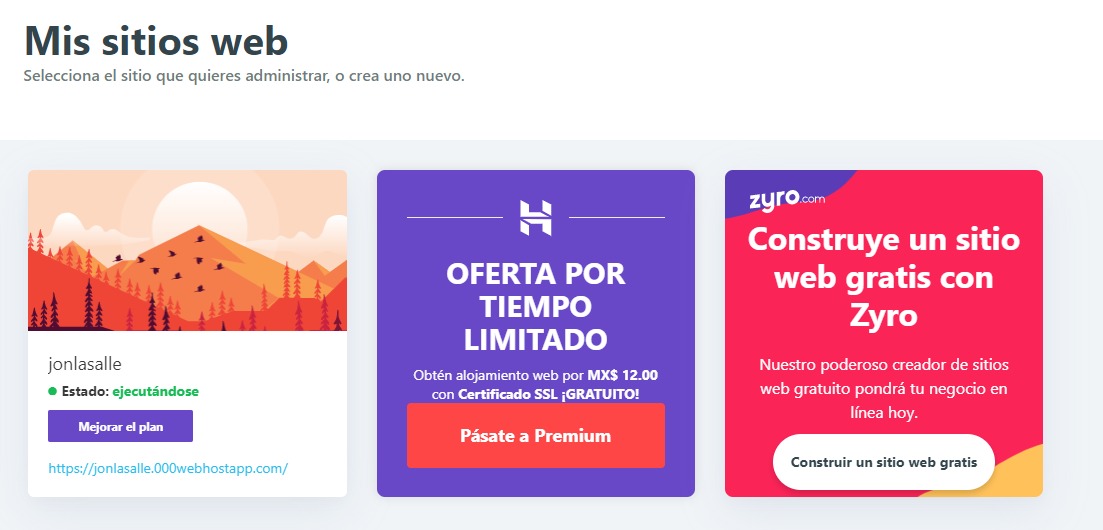 Mis sitios web
Selecciona el sitio que quieres administrar, o crea uno nuevo.
jonlasalle
Estado: ejecutándose
Mejorar el plan
https://jonlasalle.000webhostapp.com/
OFERTA POR
TIEMPO
LIMITADO
Obtén alojamiento web por MX$ 12.00
con Certificado SSL ¡GRATUITO!
Pásate a Premium
zyro.com
Construye un sitio
web gratis con
Zyro
Nuestro poderoso creador de sitios
web gratuito pondrá tu negocio en
línea hoy.
Construir un sitio web gratis